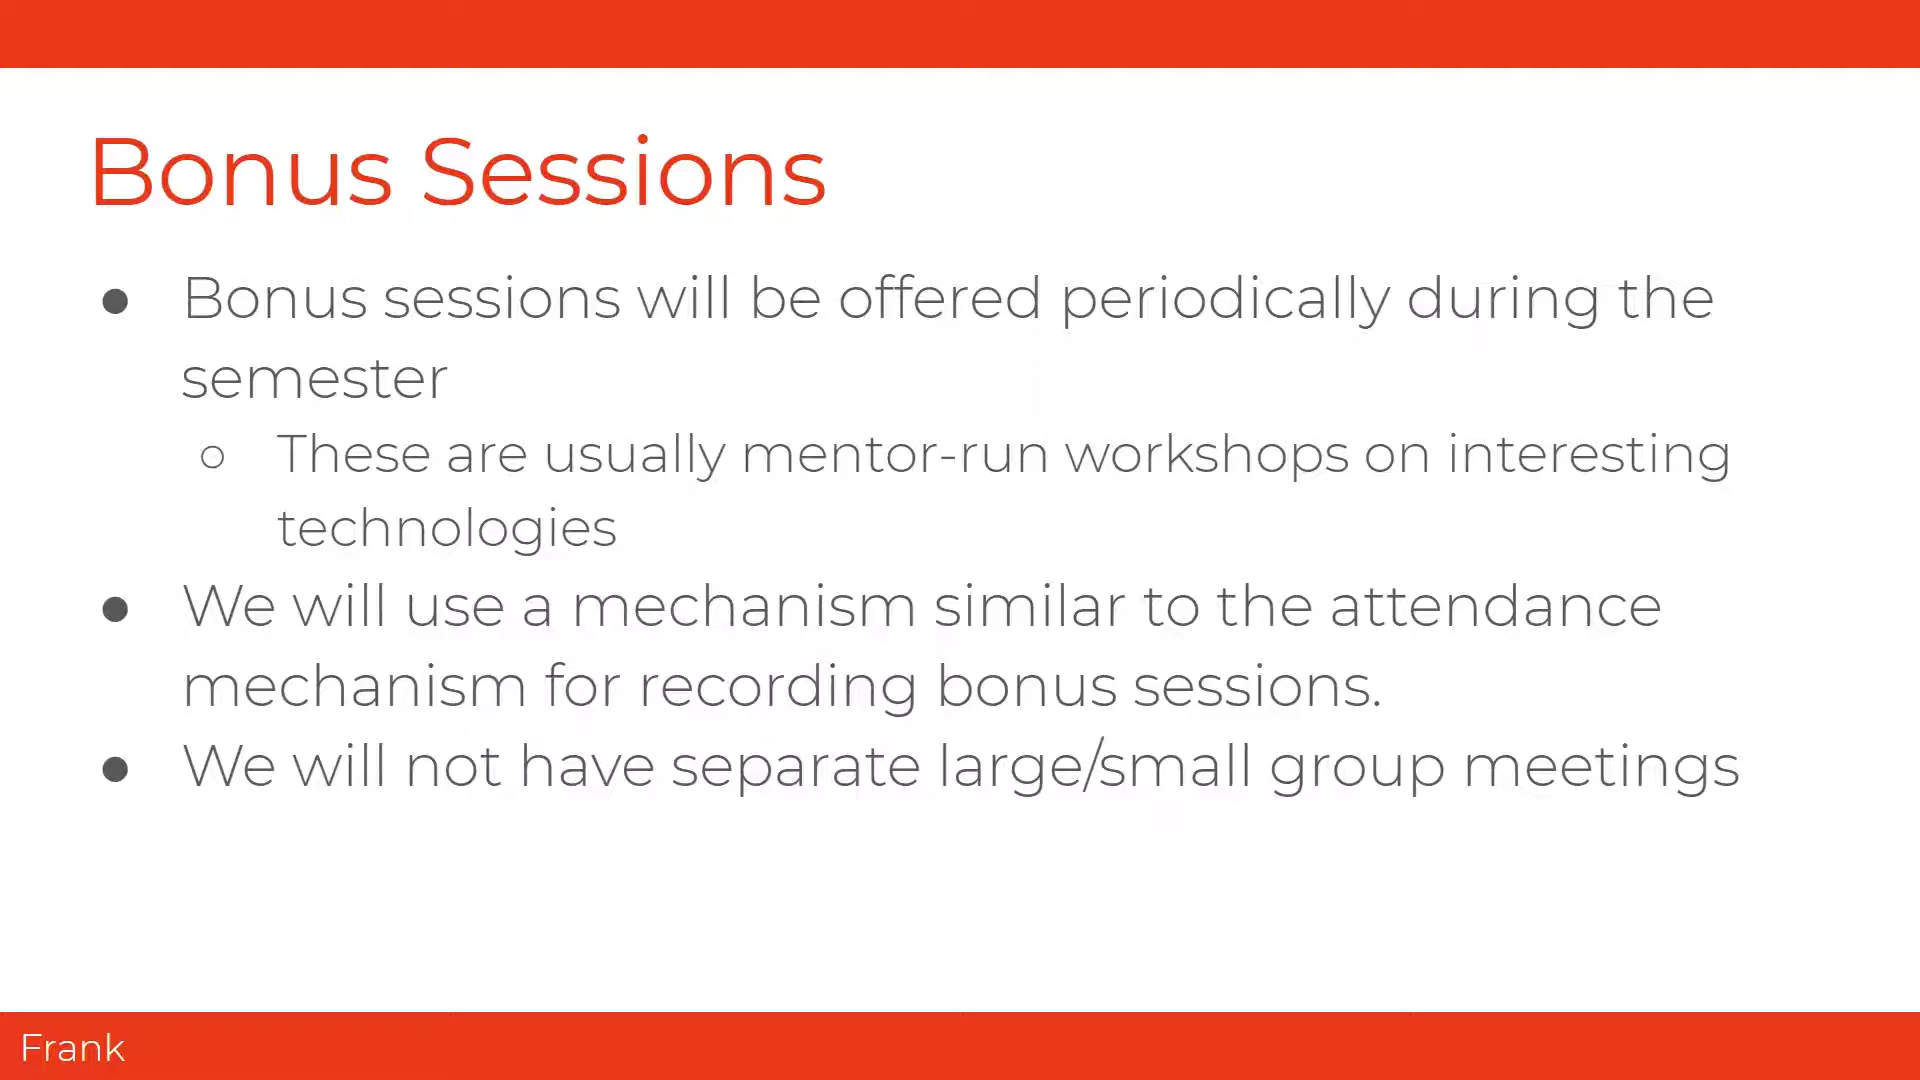 Bonus Sessions
● Bonus sessions will be offered periodically during the
semester
○ These are usually mentor-run workshops on interesting
technologies
● We will use a mechanism similar to the attendance
mechanism for recording bonus sessions.
● We will not have separate large/small group meetings
Frank